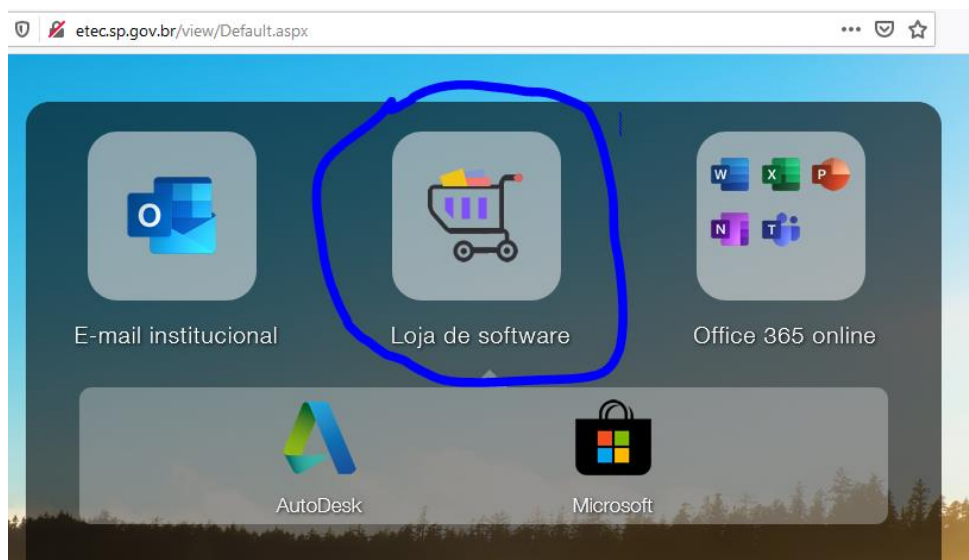 etec.sp.gov.br/view/Default.aspx
O
W X P
N T
E-mail institucional
Loja de software
Office 365 online
AutoDesk
Microsoft